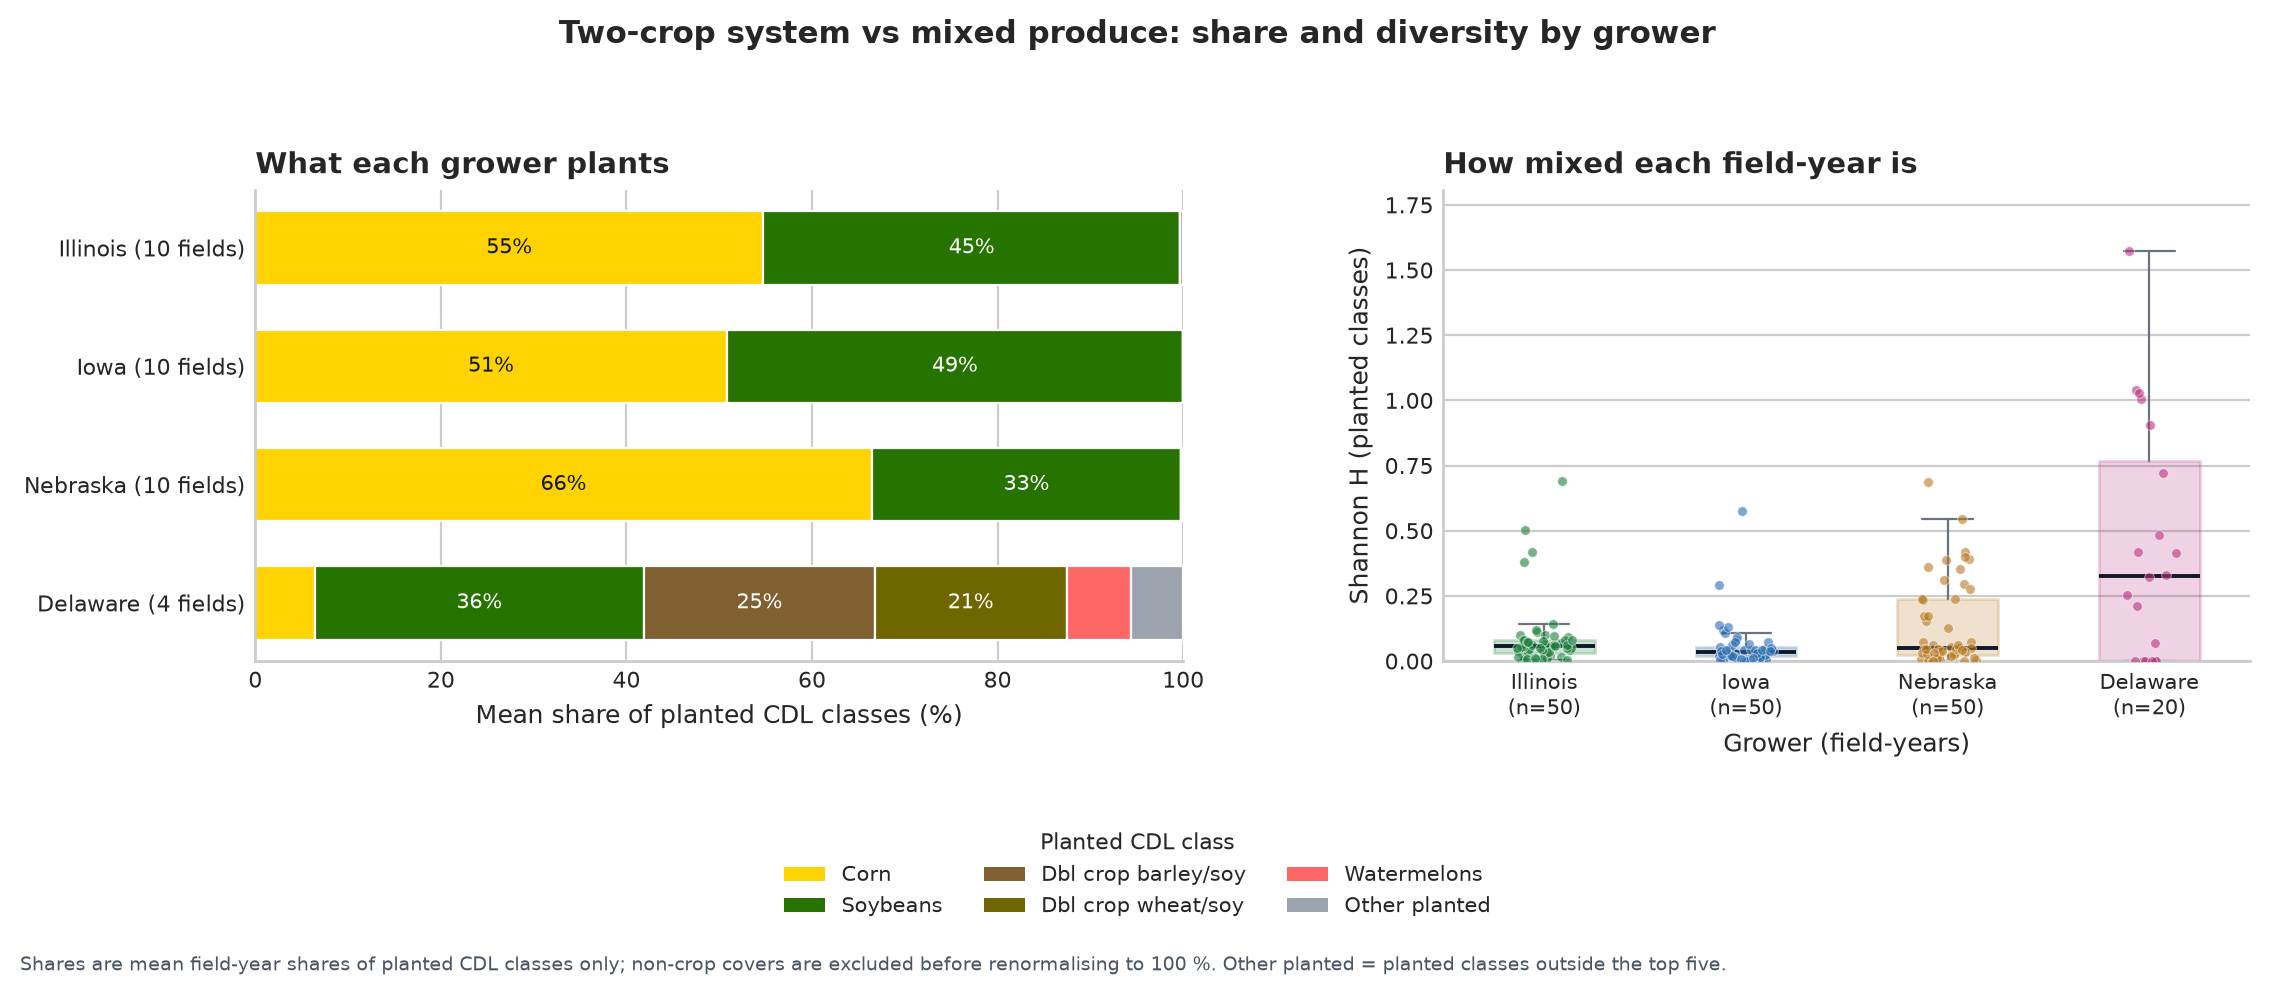 Two-crop system vs mixed produce: share and diversity by grower
What each grower plants
Illinois (10 fields)
55%
45%
Iowa (10 fields)
51%
49%
Nebraska (10 fields)
66%
33%
Delaware (4 fields)
36%
25%
21%
0
20
40
60
80
100
Mean share of planted CDL classes (%)
How mixed each field-year is
Shannon H (planted classes)
1.75
1.50
1.25
1.00
0.75
0.50
0.25
0.00
Illinois
(n=50)
Iowa
(n=50)
Nebraska
(n=50)
Delaware
(n=20)
Grower (field-years)
Planted CDL class
Corn
Soybeans
Dbl crop barley/soy
Dbl crop wheat/soy
Watermelons
Other planted
Shares are mean field-year shares of planted CDL classes only; non-crop covers are excluded before renormalising to 100 %. Other planted = planted classes outside the top five.